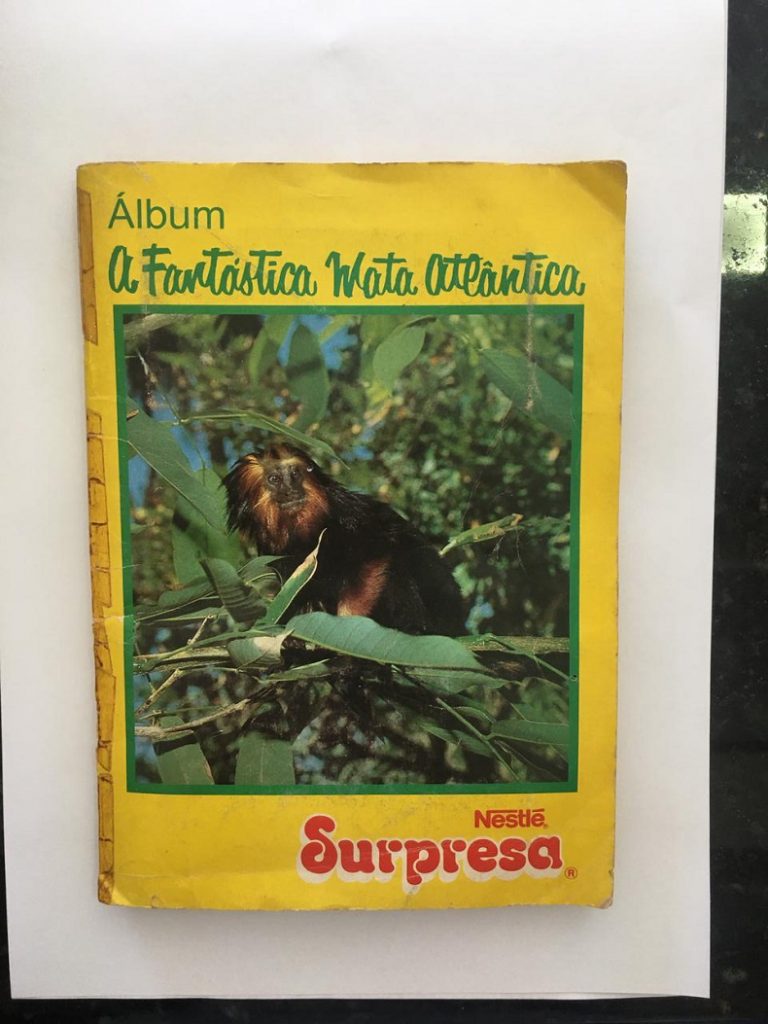 Álbum
A Fantástica Mata Atlântica
Nestlé®
Surpresa®